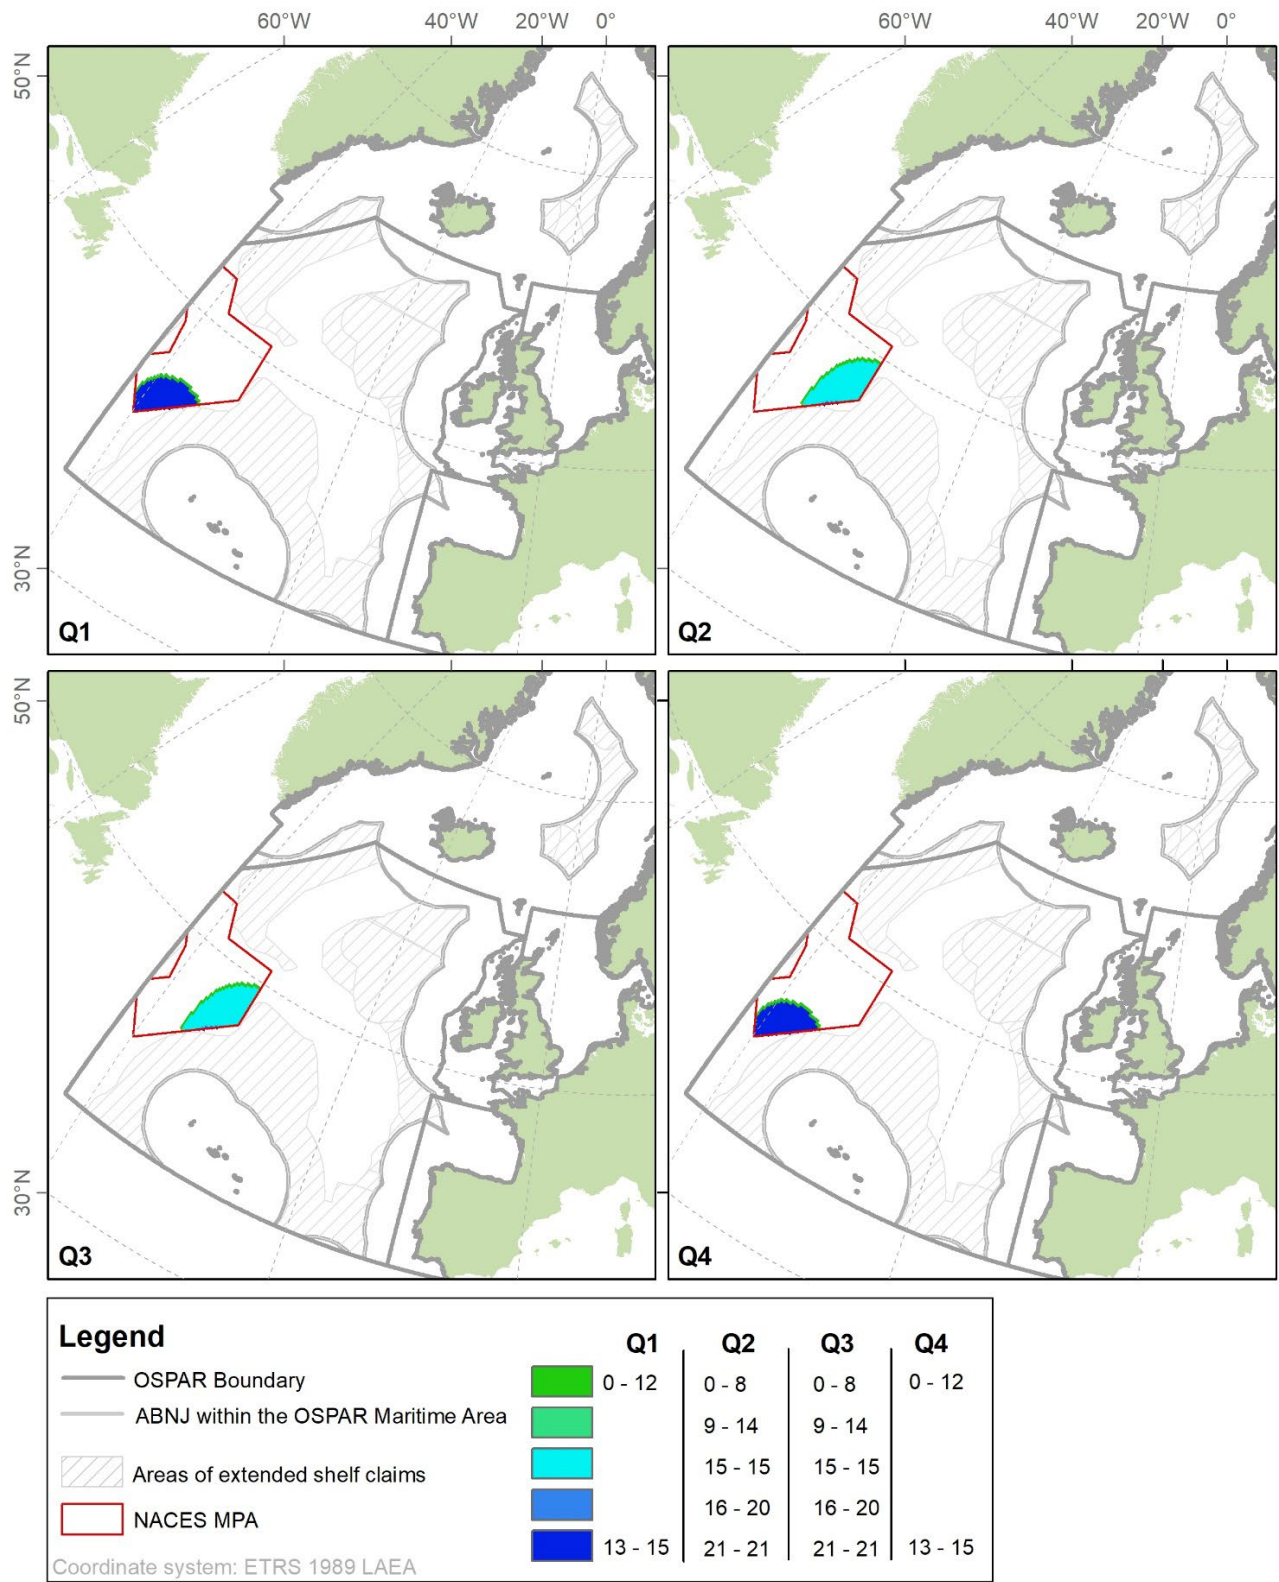 60°W 40°W 20°W 0° 60°W 40°W 20°W 0°
50°N
30°N
Q1 Q2
50°N
30°N
Q3 Q4
Legend Q1 Q2 Q3 Q4
OSPAR Boundary 0 - 12 0 - 8 0 - 8 0 - 12
ABNJ within the OSPAR Maritime Area 9 - 14 9 - 14
Areas of extended shelf claims 15 - 15 15 - 15
NACES MPA 16 - 20 16 - 20
13 - 15 21 - 21 21 - 21 13 - 15
Coordinate system: ETRS 1989 LAEA